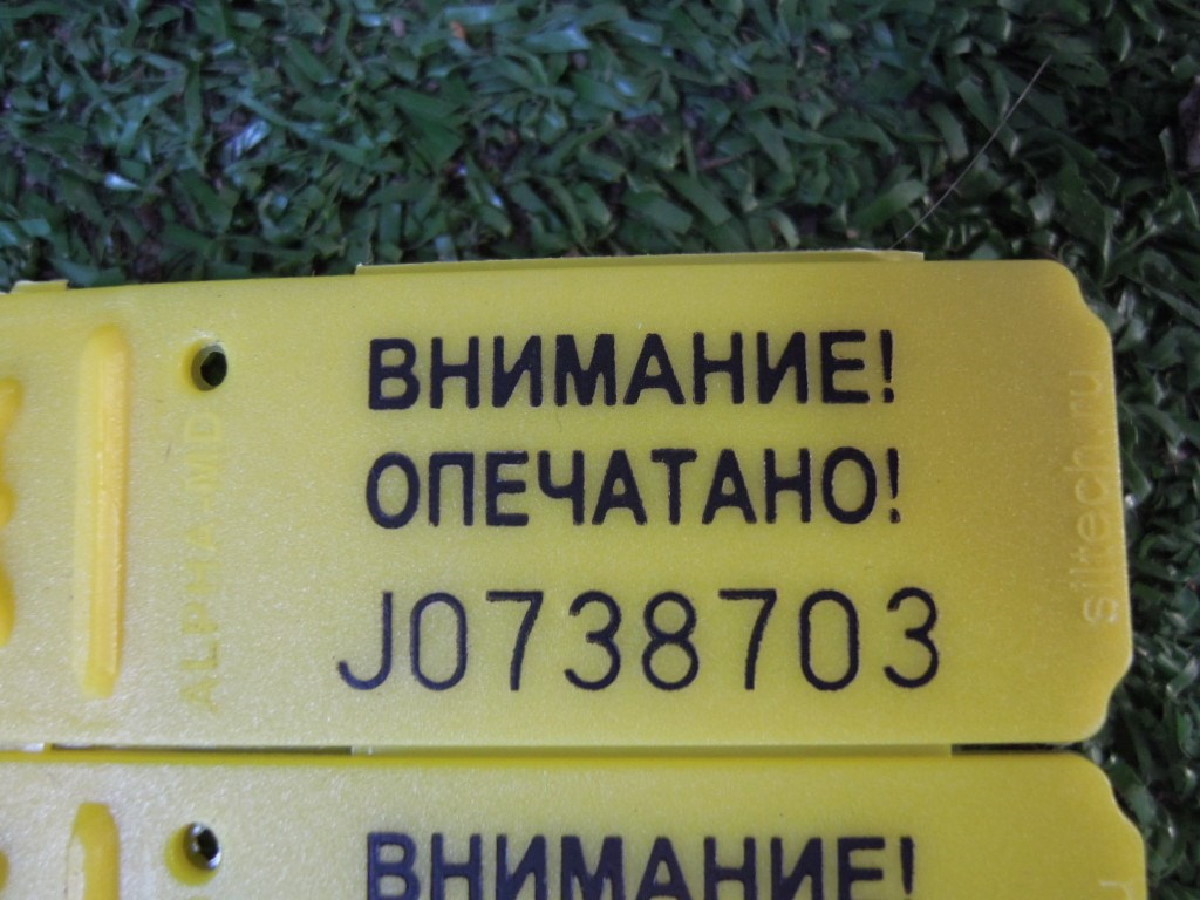 ВНИМАНИЕ!
ОПЕЧАТАНО!
J0738703
ALPHA-MD
siltech.ru
ВНИМАНИЕ!